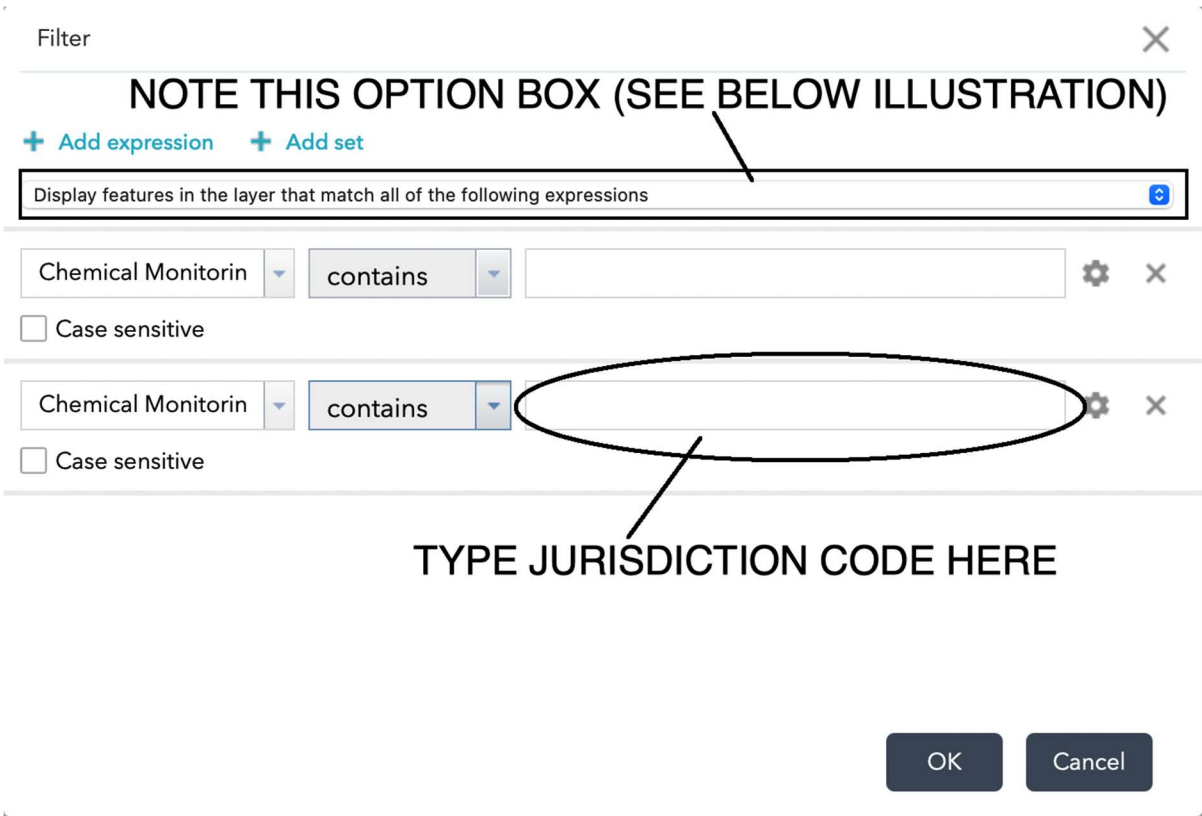 Filter
NOTE THIS OPTION BOX (SEE BELOW ILLUSTRATION)
+ Add expression + Add set
Display features in the layer that match all of the following expressions
Chemical Monitorin contains
Case sensitive
Chemical Monitorin contains
Case sensitive
TYPE JURISDICTION CODE HERE
OK Cancel